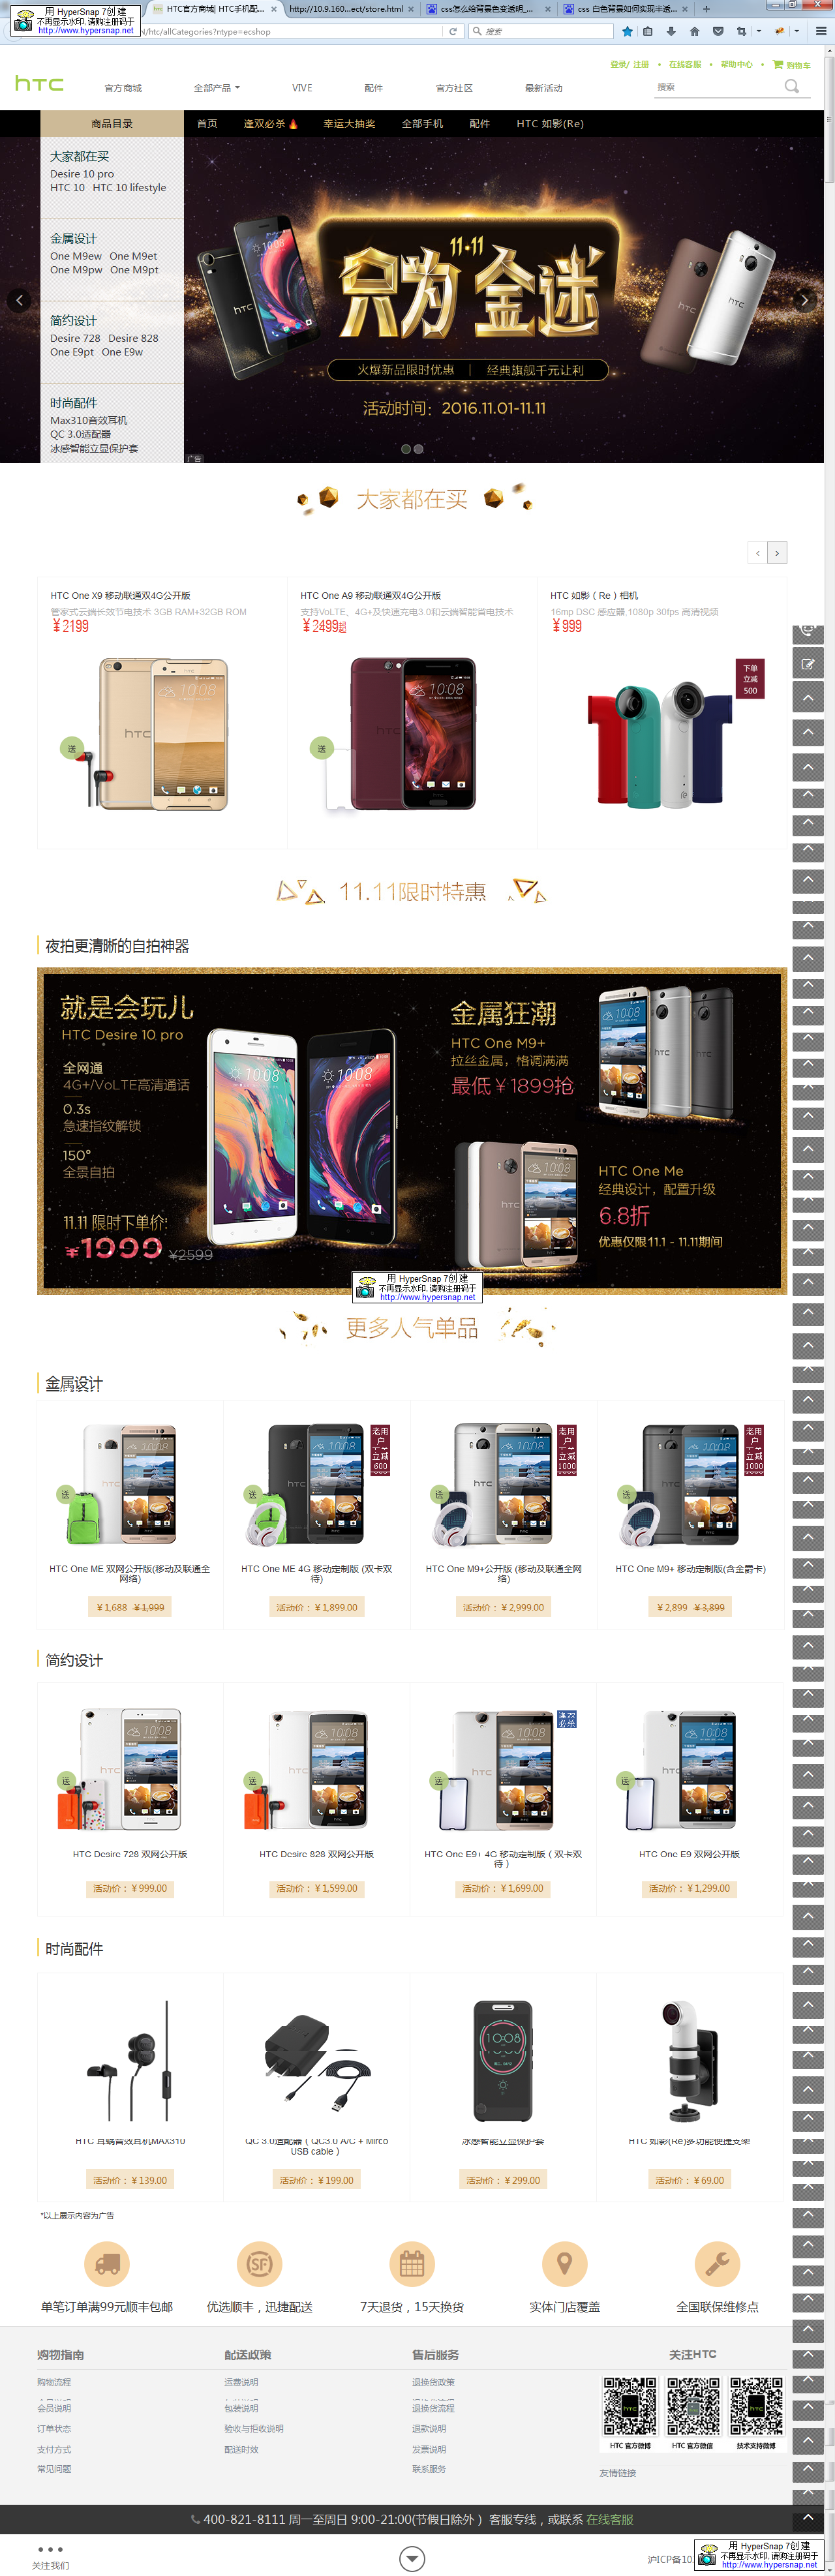 用 HyperSnap 7创建
不再显示水印.请购注册码于
http://www.hypersnap.net
HTC官方商城| HTC手机配...
http://10.9.160...ect/store.html
css怎么给背景色变透明_...
css 白色背景如何实现半透...
N/htc/allCategories?ntype=ecshop
搜索
登录/ 注册 • 在线客服 • 帮助中心 • 购物车
hTC
官方商城 全部产品 VIVE 配件 官方社区 最新活动
搜索
商品目录 首页 逢双必杀 幸运大抽奖 全部手机 配件 HTC 如影(Re)
大家都在买
Desire 10 pro
HTC 10 HTC 10 lifestyle
金属设计
One M9ew One M9et
One M9pw One M9pt
简约设计
Desire 728 Desire 828
One E9pt One E9w
时尚配件
Max310音效耳机
QC 3.0适配器
冰感智能立显保护套
11·11
只为金迷
火爆新品限时优惠 | 经典旗舰千元让利
活动时间：2016.11.01-11.11
广告
大家都在买
HTC One X9 移动联通双4G公开版
管家式云端长效节电技术 3GB RAM+32GB ROM
¥2199
送
HTC One A9 移动联通双4G公开版
支持VoLTE、4G+及快速充电3.0和云端智能省电技术
¥2499起
送
HTC 如影（Re）相机
16mp DSC 感应器,1080p 30fps 高清视频
¥999
下单
立减
500
11.11限时特惠
夜拍更清晰的自拍神器
就是会玩儿
HTC Desire 10 pro
全网通
4G+/VoLTE高清通话
0.3s
急速指纹解锁
150°
全景自拍
11.11 限时下单价:
¥1999 ¥2599
金属狂潮
HTC One M9+
拉丝金属，格调满满
最低￥1899抢
HTC One Me
经典设计，配置升级
6.8折
优惠仅限11.1 - 11.11期间
用 HyperSnap 7创建
不再显示水印.请购注册码于
http://www.hypersnap.net
更多人气单品
金属设计
送
HTC One ME 双网公开版(移动及联通全网络)
￥1,688 ￥1,999
老用户
立减
600
送
HTC One ME 4G 移动定制版 (双卡双待)
活动价：￥1,899.00
老用户
立减
1000
送
HTC One M9+公开版 (移动及联通全网络)
活动价：￥2,999.00
老用户
立减
1000
送
HTC One M9+ 移动定制版(含金爵卡)
￥2,899 ￥3,899
简约设计
送
HTC Desire 728 双网公开版
活动价：￥999.00
送
HTC Desire 828 双网公开版
活动价：￥1,599.00
逢双
必杀
送
HTC One E9+ 4G 移动定制版（双卡双待）
活动价：￥1,699.00
送
HTC One E9 双网公开版
活动价：￥1,299.00
时尚配件
HTC 耳蜗音效耳机MAX310
活动价：￥139.00
QC 3.0适配器（QC3.0 A/C + Mirco USB cable）
活动价：￥199.00
冰感智能立显保护套
活动价：￥299.00
HTC 如影(Re)多功能便捷支架
活动价：￥69.00
*以上展示内容为广告
单笔订单满99元顺丰包邮
优选顺丰，迅捷配送
7天退货，15天换货
实体门店覆盖
全国联保维修点
购物指南
购物流程
会员说明
订单状态
支付方式
常见问题
配送政策
运费说明
包装说明
验收与拒收说明
配送时效
售后服务
退换货政策
退换货流程
退款说明
发票说明
联系服务
关注HTC
HTC 官方微博 HTC 官方微信 技术支持微博
友情链接
400-821-8111 周一至周日 9:00-21:00(节假日除外 ) 客服专线，或联系 在线客服
关注我们
沪ICP备10
用 HyperSnap 7创建
不再显示水印.请购注册码于
http://www.hypersnap.net